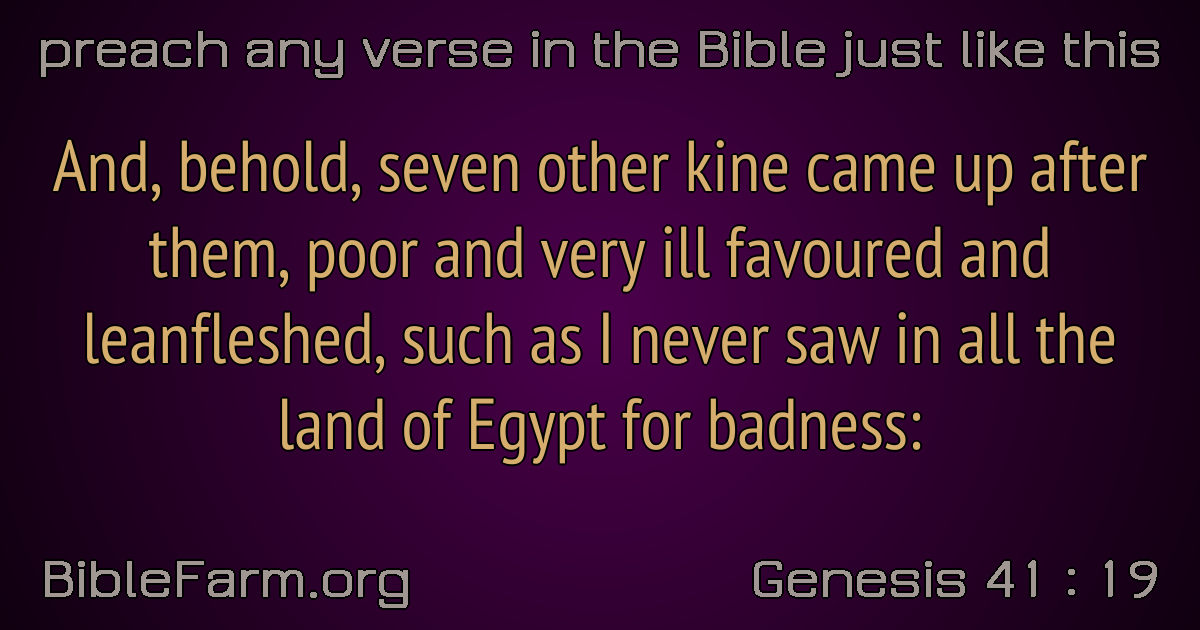 preach any verse in the Bible just like this
And, behold, seven other kine came up after
them, poor and very ill favoured and
leanfleshed, such as I never saw in all the
land of Egypt for badness:
BibleFarm.org
Genesis 41 : 19